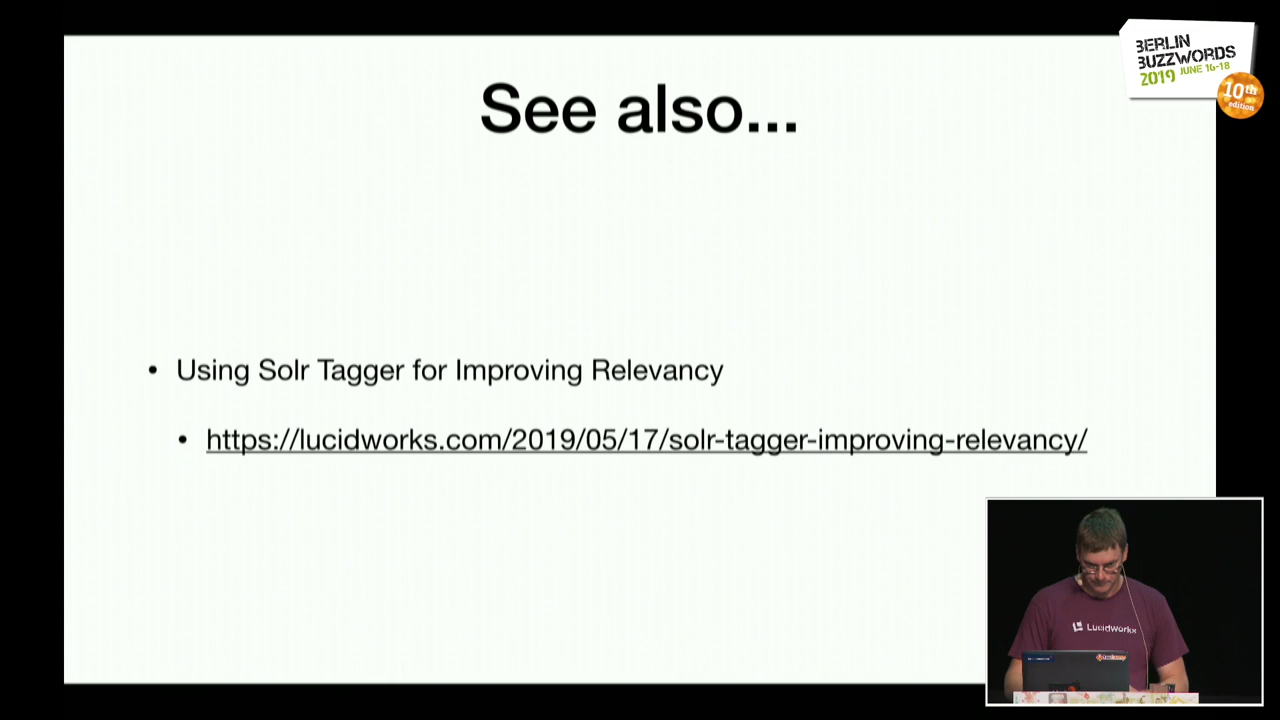 BERLIN
BUZZWORDS
2019 JUNE 16-18
10th
edition
See also...
• Using Solr Tagger for Improving Relevancy
• https://lucidworks.com/2019/05/17/solr-tagger-improving-relevancy/
Lucidworks